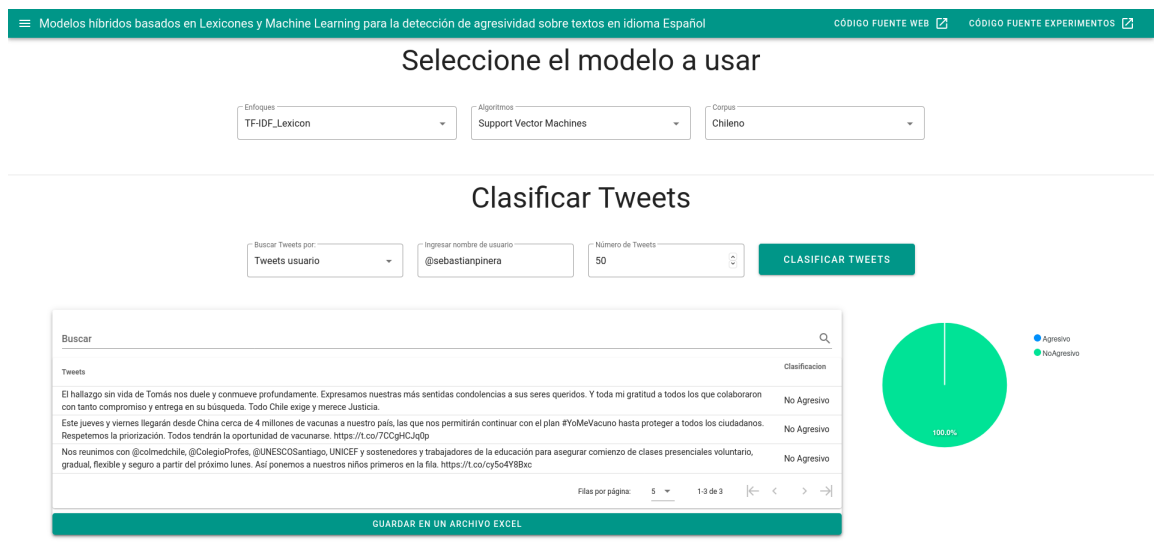 Modelos híbridos basados en Lexicones y Machine Learning para la detección de agresividad sobre textos en idioma Español
CÓDIGO FUENTE WEB
CÓDIGO FUENTE EXPERIMENTOS
Seleccione el modelo a usar
Enfoques
TF-IDF_Lexicon
Algoritmos
Support Vector Machines
Corpus
Chileno
Clasificar Tweets
Buscar Tweets por:
Tweets usuario
Ingresar nombre de usuario
@sebastianpinera
Número de Tweets
50
CLASIFICAR TWEETS
Buscar
Tweets
Clasificacion
El hallazgo sin vida de Tomás nos duele y conmueve profundamente. Expresamos nuestras más sentidas condolencias a sus seres queridos. Y toda mi gratitud a todos los que colaboraron
con tanto compromiso y entrega en su búsqueda. Todo Chile exige y merece Justicia.
No Agresivo
Este jueves y viernes llegarán desde China cerca de 4 millones de vacunas a nuestro país, las que nos permitirán continuar con el plan #YoMeVacuno hasta proteger a todos los ciudadanos.
Respetemos la priorización. Todos tendrán la oportunidad de vacunarse. https://t.co/7CCgHCJq0p
No Agresivo
Nos reunimos con @colmedchile, @ColegioProfes, @UNESCOSantiago, UNICEF y sostenedores y trabajadores de la educación para asegurar comienzo de clases presenciales voluntario,
gradual, flexible y seguro a partir del próximo lunes. Así ponemos a nuestros niños primeros en la fila. https://t.co/cy5o4Y8Bxc
No Agresivo
Filas por página:
5
1-3 de 3
GUARDAR EN UN ARCHIVO EXCEL
Agresivo
NoAgresivo
100.0%